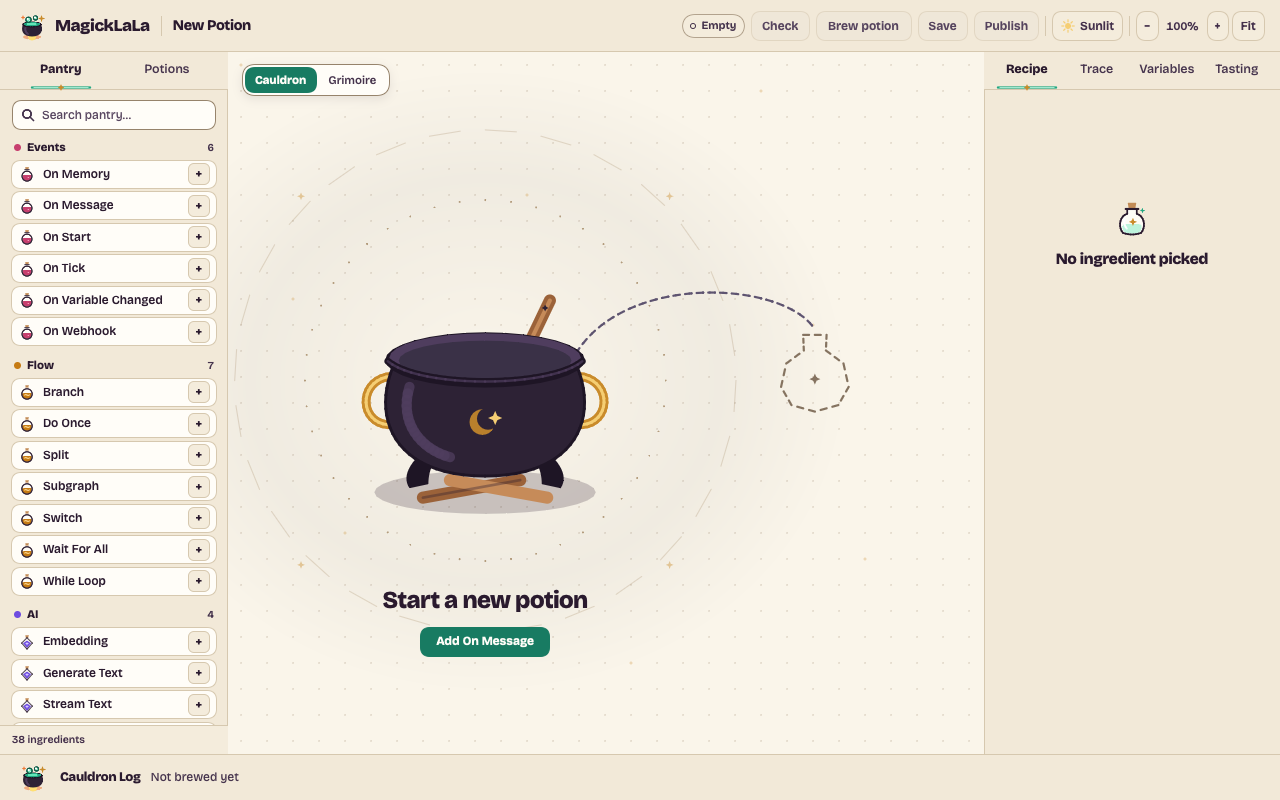 MagickLaLa
New Potion
Empty
Check
Brew potion
Save
Publish
Sunlit
−
100%
+
Fit
Pantry
Potions
Cauldron
Grimoire
Recipe
Trace
Variables
Tasting
Search pantry...
Events
6
On Memory
+
On Message
+
On Start
+
On Tick
+
On Variable Changed
+
On Webhook
+
Flow
7
Branch
+
Do Once
+
Split
+
Subgraph
+
Switch
+
Wait For All
+
While Loop
+
AI
4
Embedding
+
Generate Text
+
Stream Text
+
38 ingredients
Start a new potion
Add On Message
No ingredient picked
Cauldron Log
Not brewed yet